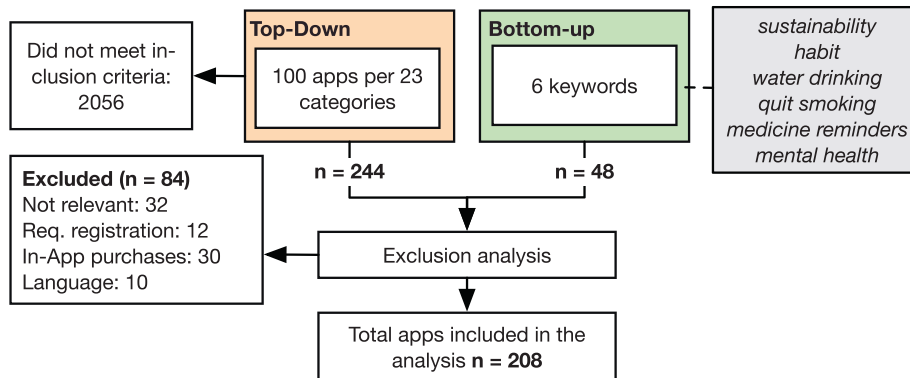 Did not meet in-
clusion criteria:
2056
Top-Down
100 apps per 23
categories
Bottom-up
6 keywords
sustainability
habit
water drinking
quit smoking
medicine reminders
mental health
n = 244
n = 48
Excluded (n = 84)
Not relevant: 32
Req. registration: 12
In-App purchases: 30
Language: 10
Exclusion analysis
Total apps included in the
analysis n = 208